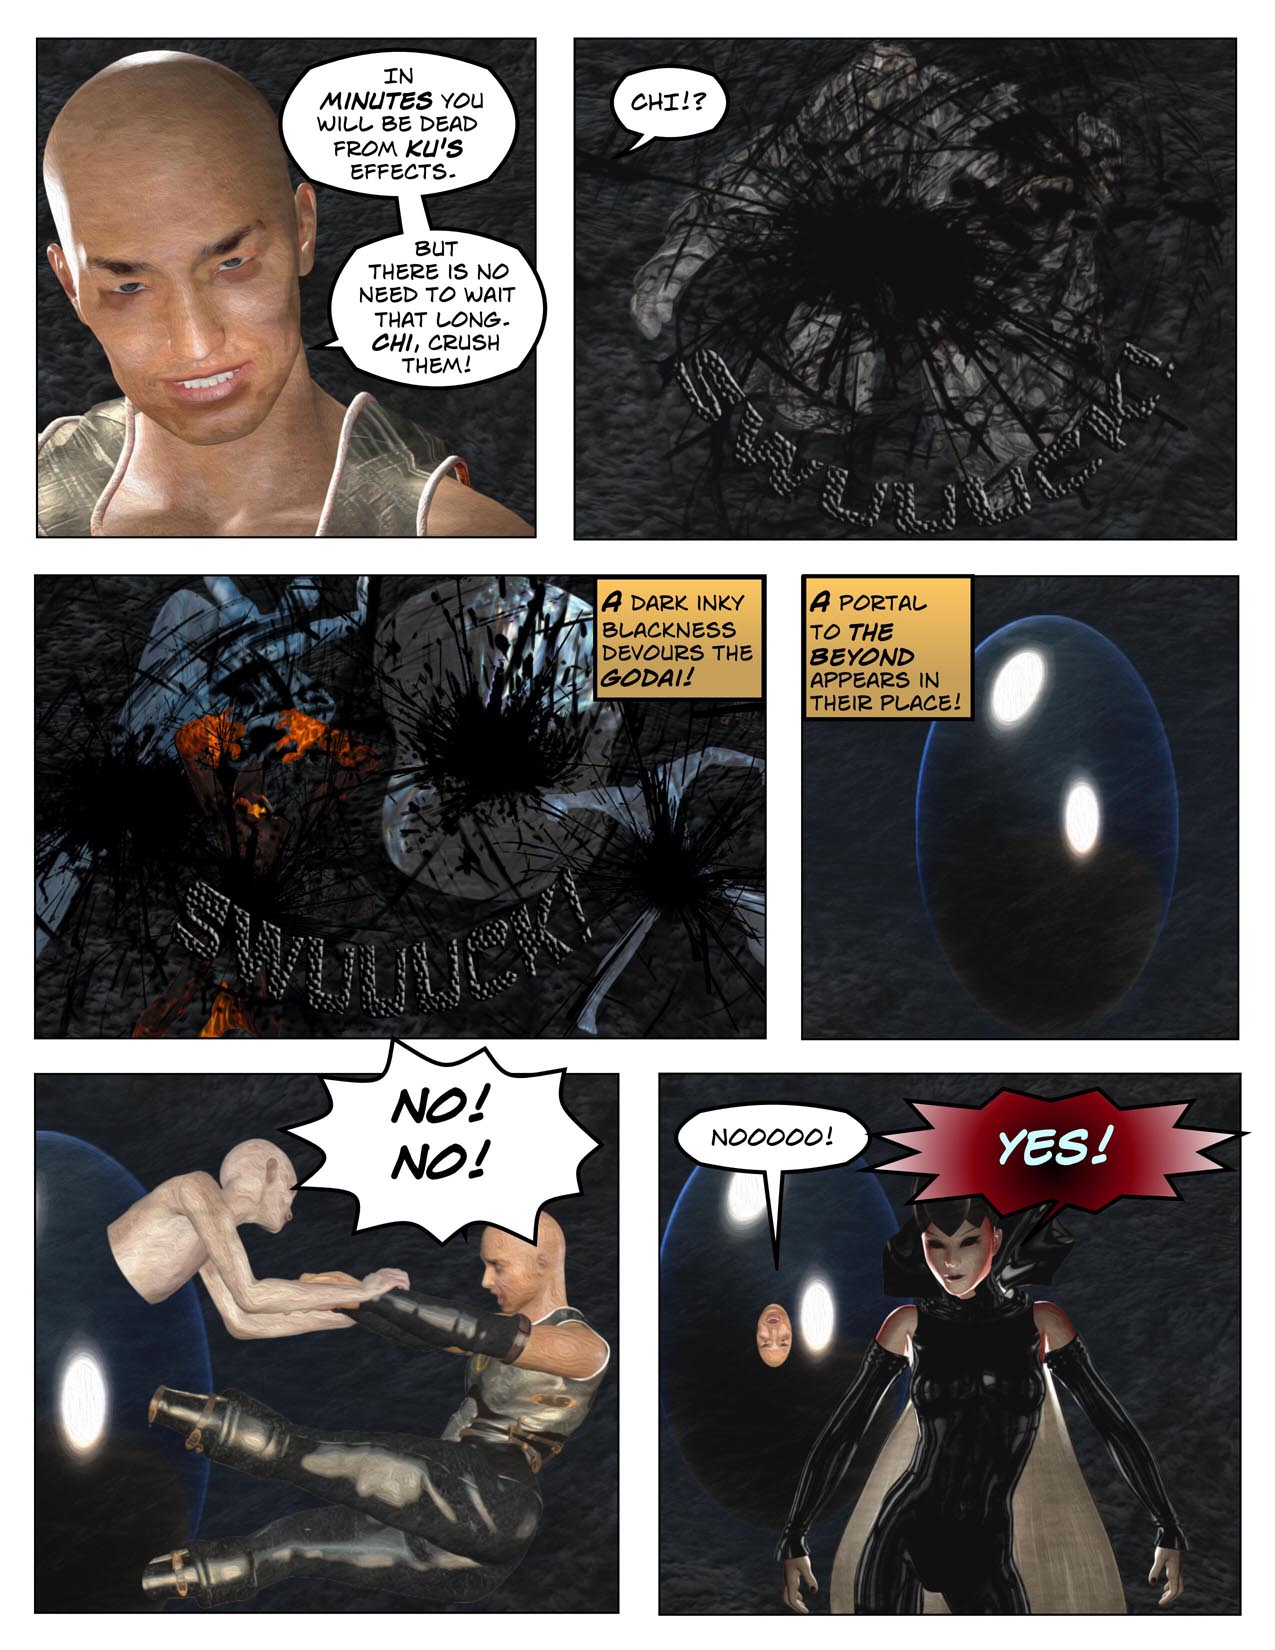 IN
MINUTES YOU
WILL BE DEAD
FROM KU'S
EFFECTS.
BUT
THERE IS NO
NEED TO WAIT
THAT LONG.
CHI, CRUSH
THEM!
CHI!?
SWUUUCK!
A DARK INKY
BLACKNESS
DEVOURS THE
GODAI!
SWUUUCK!
A PORTAL
TO THE
BEYOND
APPEARS IN
THEIR PLACE!
NO!
NO!
NOOOOO!
YES!